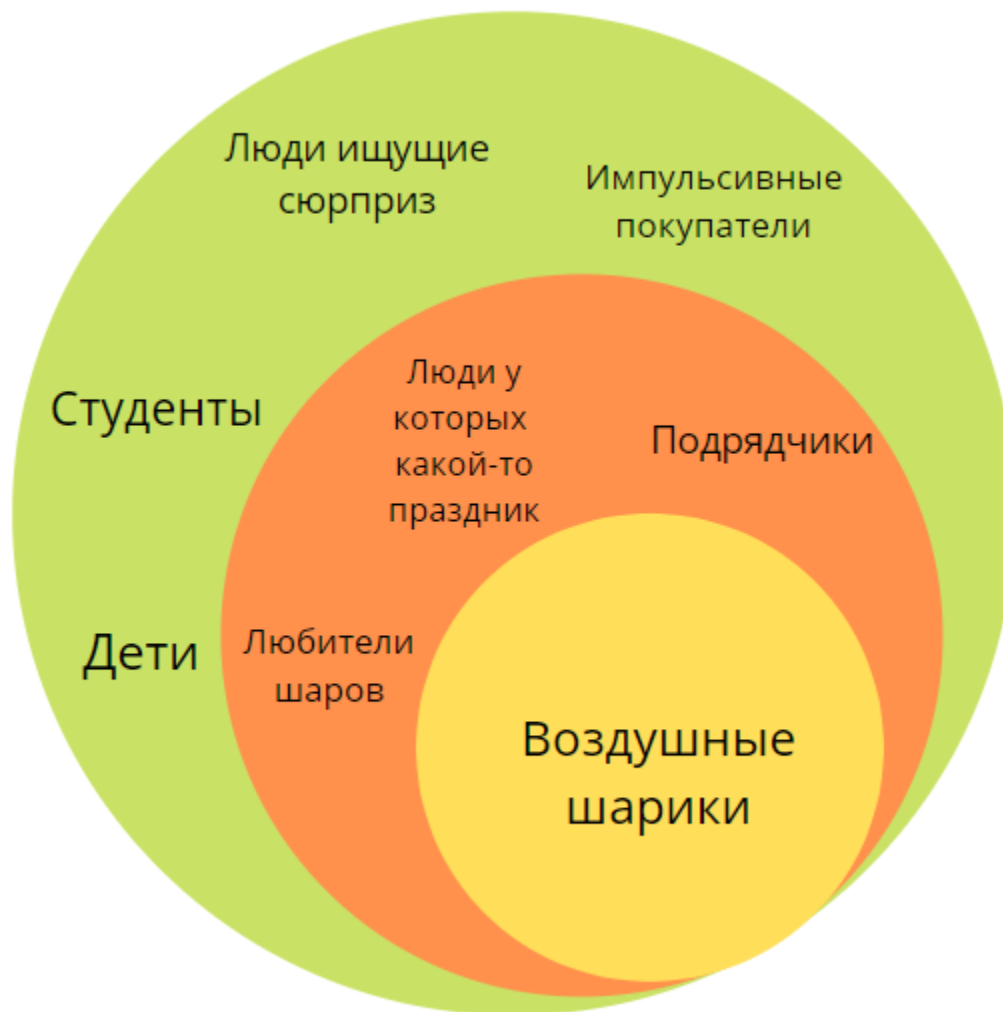 Люди ищущие
сюрприз
Импульсивные
покупатели
Студенты
Люди у
которых
какой-то
праздник
Подрядчики
Дети
Любители
шаров
Воздушные
шарики